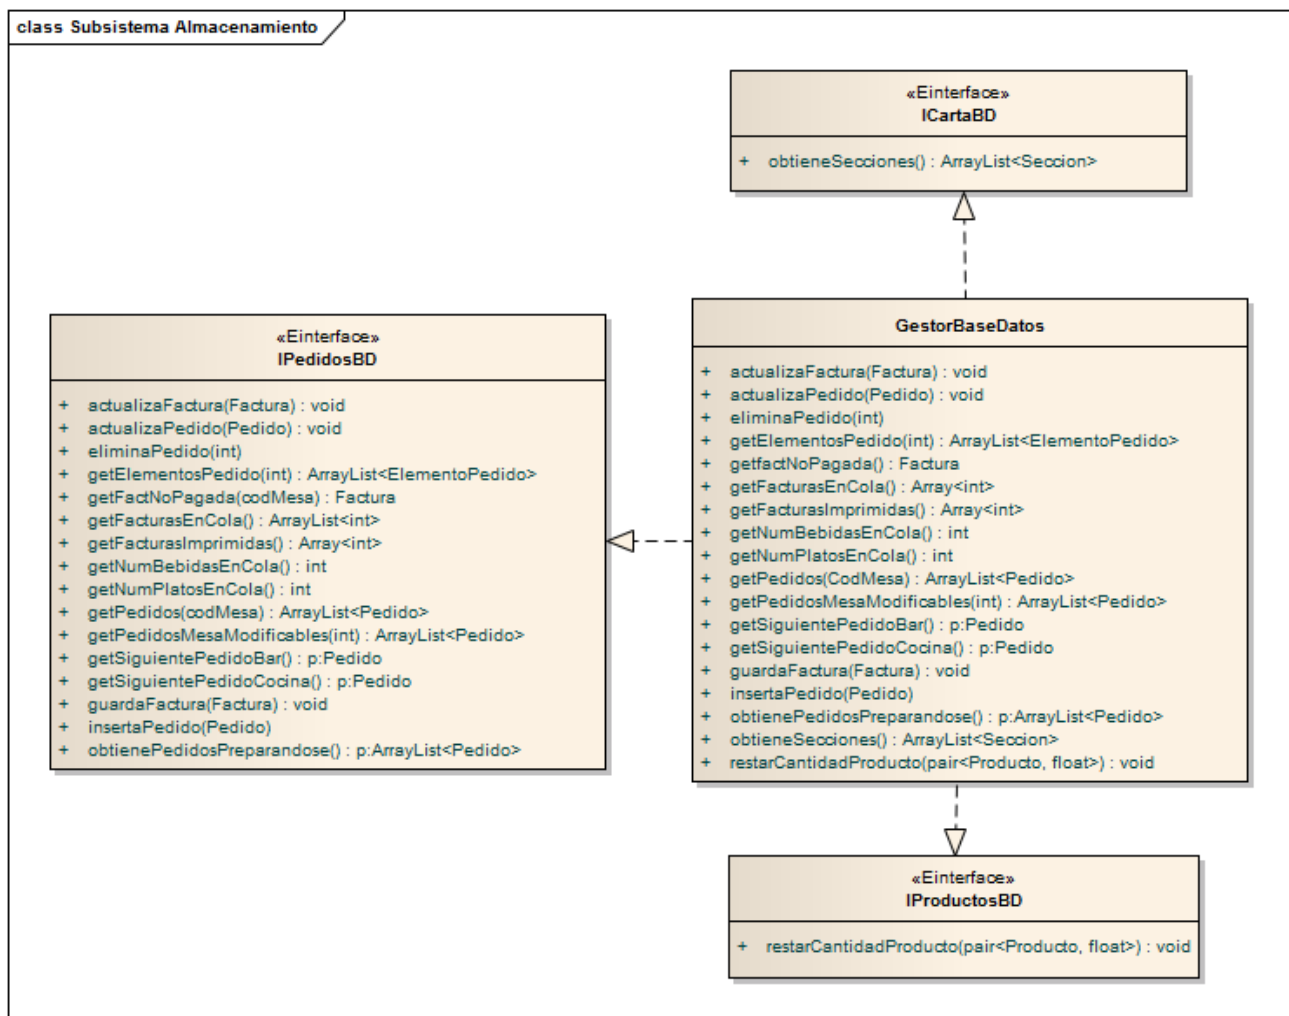 class Subsistema Almacenamiento
«Einterface»
ICartaBD
+ obtieneSecciones() : ArrayList<Seccion>
«Einterface»
IPedidosBD
+ actualizaFactura(Factura) : void
+ actualizaPedido(Pedido) : void
+ eliminaPedido(int)
+ getElementosPedido(int) : ArrayList<ElementoPedido>
+ getFactNoPagada(codMesa) : Factura
+ getFacturasEnCola() : ArrayList<int>
+ getFacturasImprimidas() : Array<int>
+ getNumBebidasEnCola() : int
+ getNumPlatosEnCola() : int
+ getPedidos(codMesa) : ArrayList<Pedido>
+ getPedidosMesaModificables(int) : ArrayList<Pedido>
+ getSiguientePedidoBar() : p:Pedido
+ getSiguientePedidoCocina() : p:Pedido
+ guardaFactura(Factura) : void
+ insertaPedido(Pedido)
+ obtienePedidosPreparandose() : p:ArrayList<Pedido>
GestorBaseDatos
+ actualizaFactura(Factura) : void
+ actualizaPedido(Pedido) : void
+ eliminaPedido(int)
+ getElementosPedido(int) : ArrayList<ElementoPedido>
+ getfactNoPagada() : Factura
+ getFacturasEnCola() : Array<int>
+ getFacturasImprimidas() : Array<int>
+ getNumBebidasEnCola() : int
+ getNumPlatosEnCola() : int
+ getPedidos(CodMesa) : ArrayList<Pedido>
+ getPedidosMesaModificables(int) : ArrayList<Pedido>
+ getSiguientePedidoBar() : p:Pedido
+ getSiguientePedidoCocina() : p:Pedido
+ guardaFactura(Factura) : void
+ insertaPedido(Pedido)
+ obtienePedidosPreparandose() : p:ArrayList<Pedido>
+ obtieneSecciones() : ArrayList<Seccion>
+ restarCantidadProducto(pair<Producto, float>) : void
«Einterface»
IProductosBD
+ restarCantidadProducto(pair<Producto, float>) : void